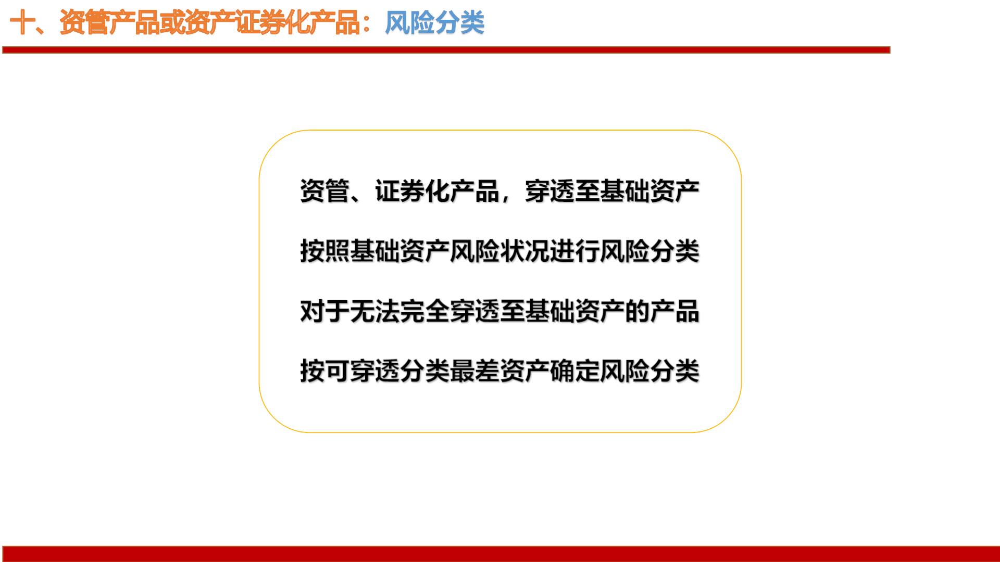 十、资管产品或资产证券化产品：风险分类
资管、证券化产品，穿透至基础资产
按照基础资产风险状况进行风险分类
对于无法完全穿透至基础资产的产品
按可穿透分类最差资产确定风险分类